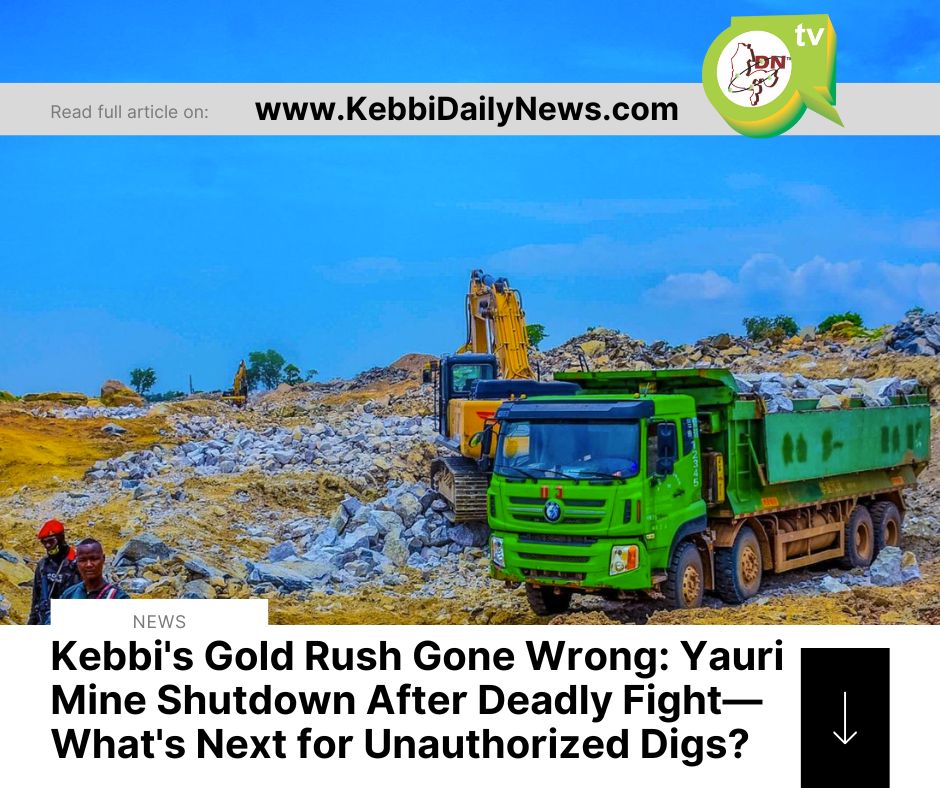 tv
DN
Read full article on: www.KebbiDailyNews.com
12345
NEWS
Kebbi's Gold Rush Gone Wrong: Yauri
Mine Shutdown After Deadly Fight—
What's Next for Unauthorized Digs?